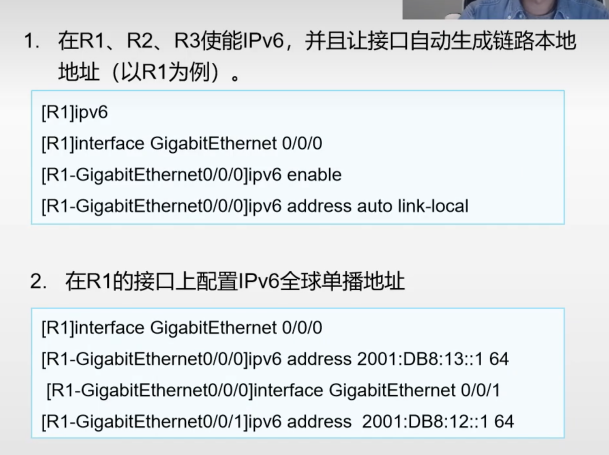 1. 在R1、R2、R3使能IPv6，并且让接口自动生成链路本地
地址（以R1为例）。
[R1]ipv6
[R1]interface GigabitEthernet 0/0/0
[R1-GigabitEthernet0/0/0]ipv6 enable
[R1-GigabitEthernet0/0/0]ipv6 address auto link-local
2. 在R1的接口上配置IPv6全球单播地址
[R1]interface GigabitEthernet 0/0/0
[R1-GigabitEthernet0/0/0]ipv6 address 2001:DB8:13::1 64
[R1-GigabitEthernet0/0/0]interface GigabitEthernet 0/0/1
[R1-GigabitEthernet0/0/1]ipv6 address  2001:DB8:12::1 64